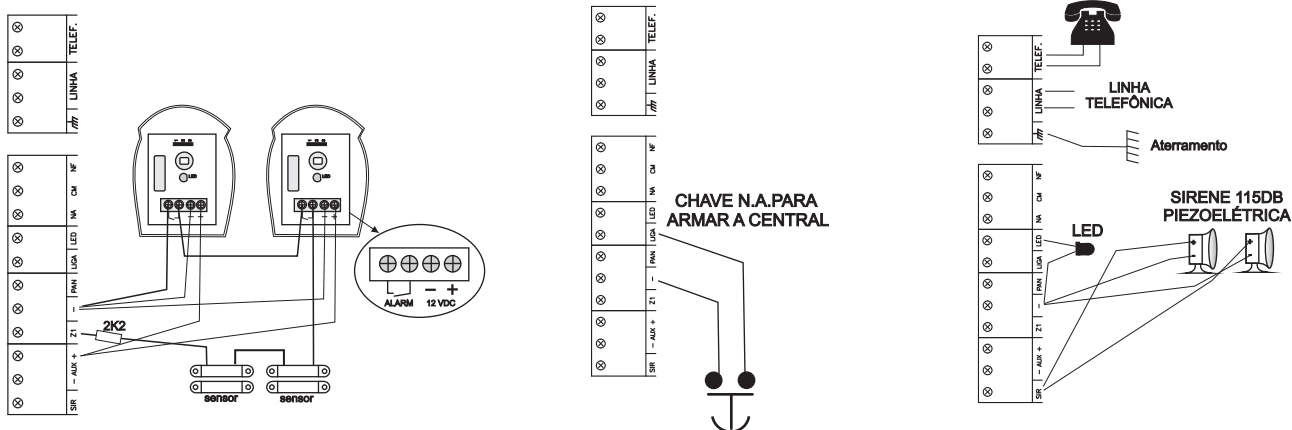 TELEF.
LINHA
NF
CM
NA
LED
LIGA
PAN
-
Z1
+
AUX
-
SIR
LED
LED
- +
- +
ALARM
- +
12 VDC
2K2
sensor
sensor
TELEF.
LINHA
NF
CM
NA
LED
LIGA
PAN
-
Z1
+
AUX
-
SIR
CHAVE N.A.PARA
ARMAR A CENTRAL
TELEF.
LINHA
NF
CM
NA
LED
LIGA
PAN
-
Z1
+
AUX
-
SIR
LINHA
TELEFÔNICA
Aterramento
LED
SIRENE 115DB
PIEZOELÉTRICA
+
-
+
-